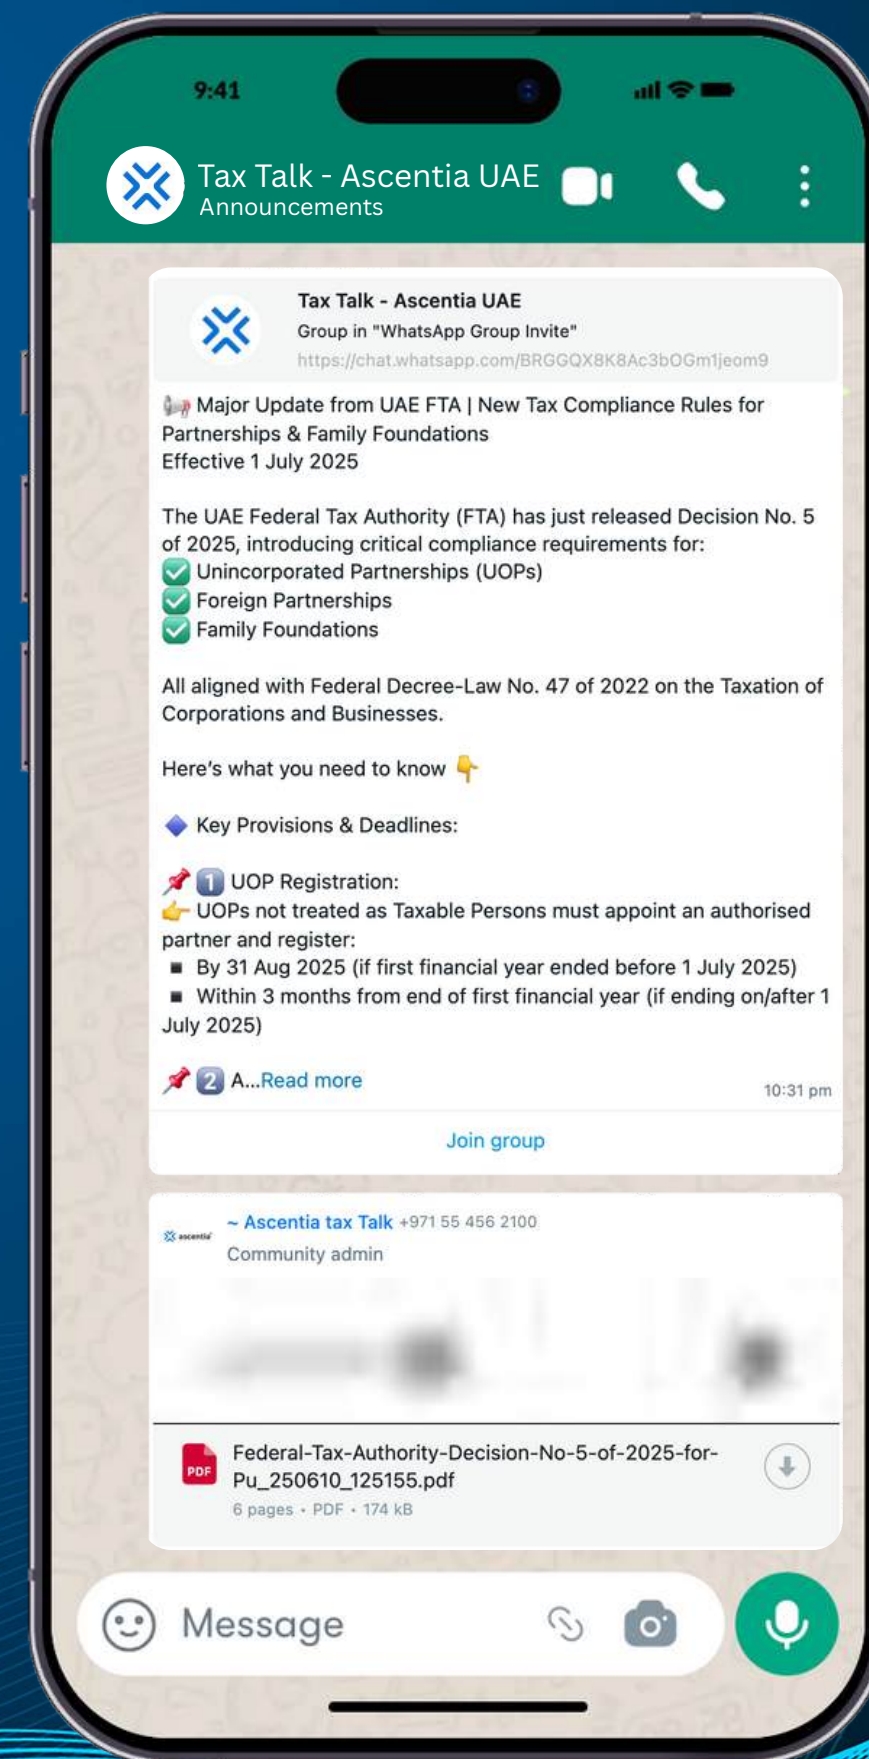 9:41
Tax Talk - Ascentia UAE
Announcements
Tax Talk - Ascentia UAE
Group in "WhatsApp Group Invite"
https://chat.whatsapp.com/BRGGQX8K8Ac3bOGm1jeom9
Major Update from UAE FTA | New Tax Compliance Rules for
Partnerships & Family Foundations
Effective 1 July 2025
The UAE Federal Tax Authority (FTA) has just released Decision No. 5
of 2025, introducing critical compliance requirements for:
✅ Unincorporated Partnerships (UOPs)
✅ Foreign Partnerships
✅ Family Foundations
All aligned with Federal Decree-Law No. 47 of 2022 on the Taxation of
Corporations and Businesses.
Here's what you need to know 👇
🔷 Key Provisions & Deadlines:
📌 1️⃣ UOP Registration:
👉 UOPs not treated as Taxable Persons must appoint an authorised
partner and register:
▪️ By 31 Aug 2025 (if first financial year ended before 1 July 2025)
▪️ Within 3 months from end of first financial year (if ending on/after 1
July 2025)
📌 2️⃣ A...Read more
10:31 pm
Join group
ascentia
~ Ascentia tax Talk +971 55 456 2100
Community admin
PDF
Federal-Tax-Authority-Decision-No-5-of-2025-for-
Pu_250610_125155.pdf
6 pages • PDF • 174 kB
Message